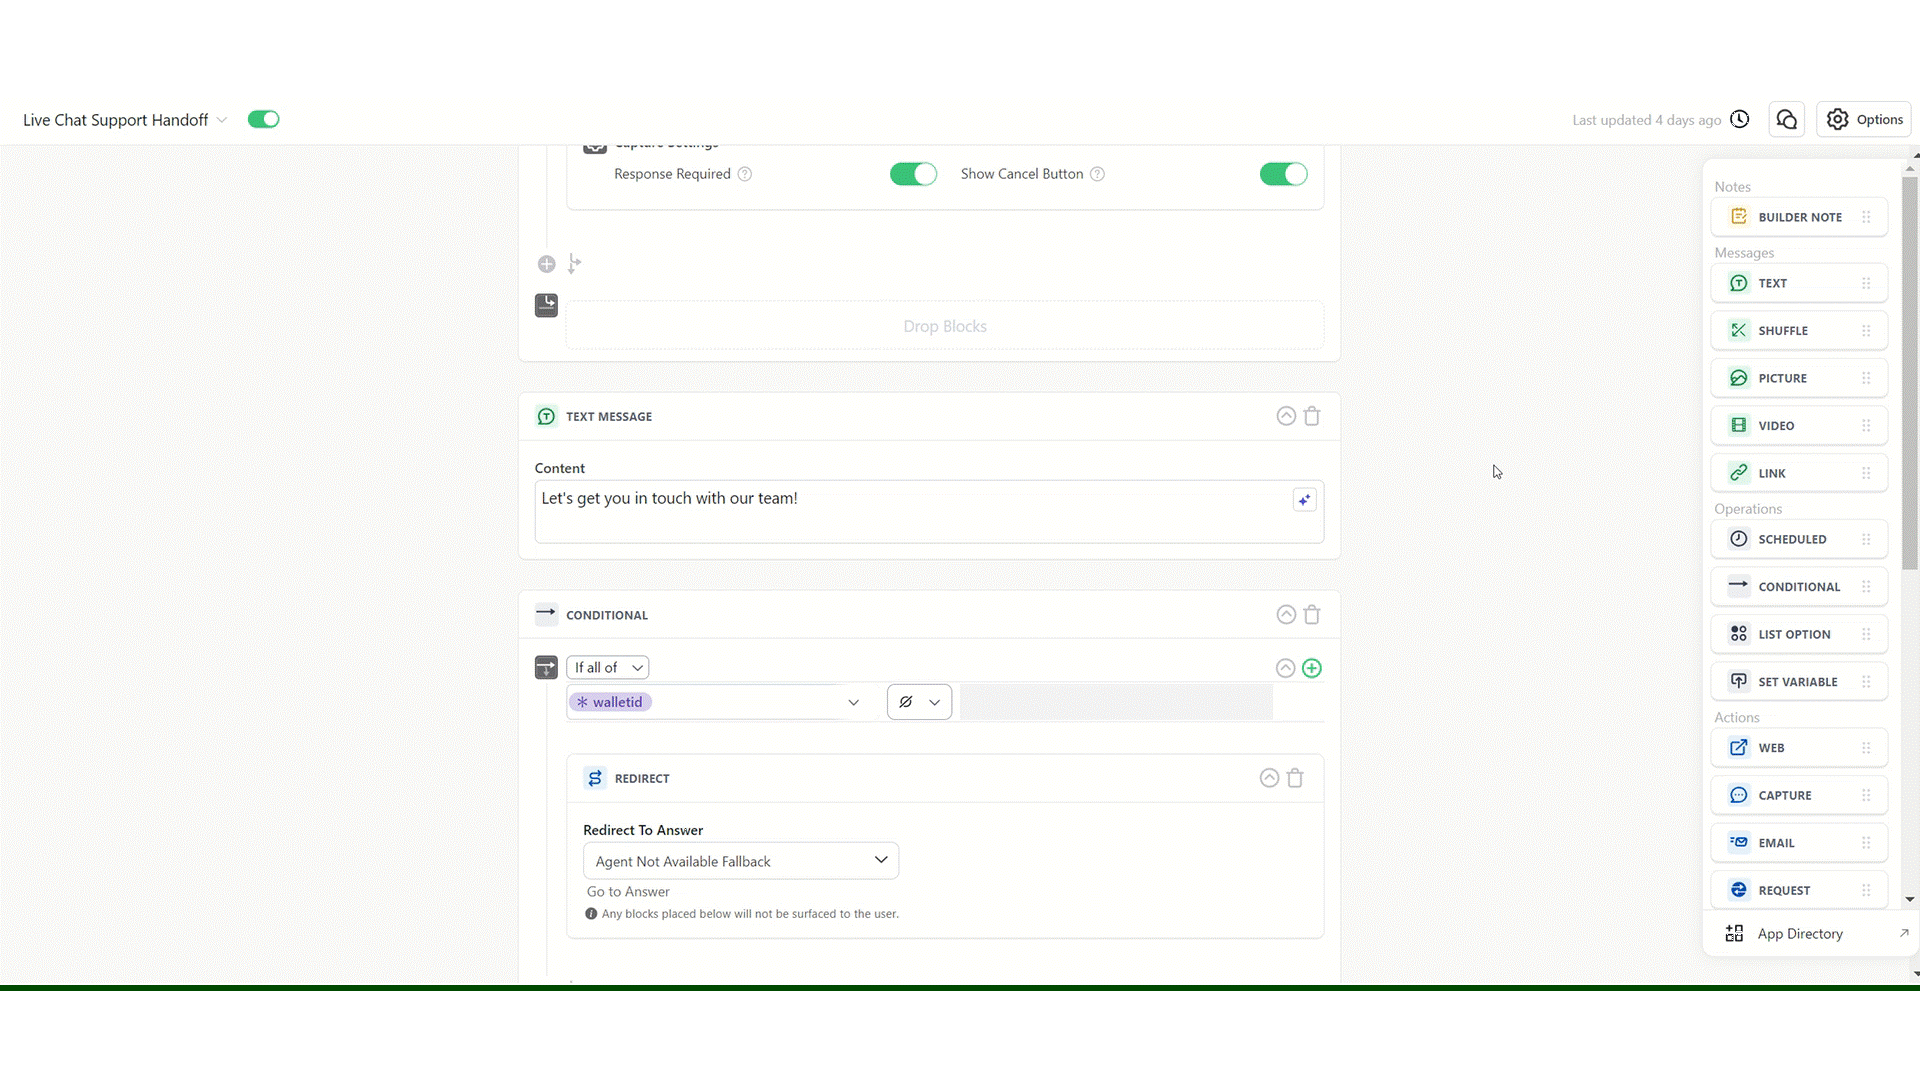 Live Chat Support Handoff
Last updated 4 days ago
Options
Capture Settings
Response Required
Show Cancel Button
Drop Blocks
TEXT MESSAGE
Content
Let's get you in touch with our team!
CONDITIONAL
If all of
walletid
REDIRECT
Redirect To Answer
Agent Not Available Fallback
Go to Answer
Any blocks placed below will not be surfaced to the user.
Notes
BUILDER NOTE
Messages
TEXT
SHUFFLE
PICTURE
VIDEO
LINK
Operations
SCHEDULED
CONDITIONAL
LIST OPTION
SET VARIABLE
Actions
WEB
CAPTURE
EMAIL
REQUEST
App Directory